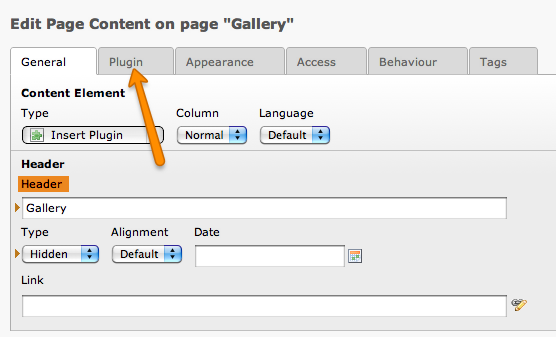 Edit Page Content on page "Gallery"
General Plugin Appearance Access Behaviour Tags
Content Element
Type Column Language
Insert Plugin Normal Default
Header
Header
Gallery
Type Alignment Date
Hidden Default
Link